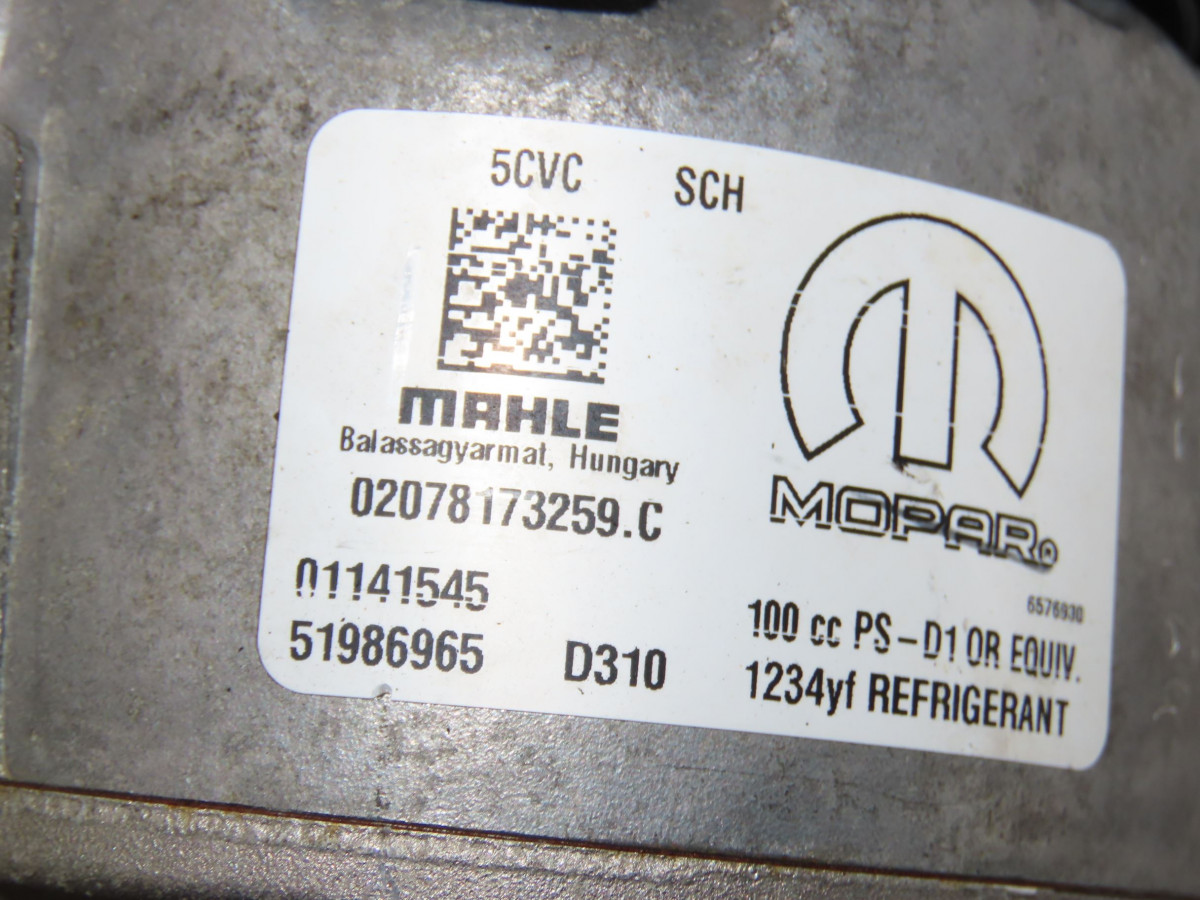 5CVC SCH
MAHLE
Balassagyarmat, Hungary
02078173259.C
MOPAR®
01141545
51986965 D310
6576930
100 cc PS-D1 OR EQUIV.
1234yf REFRIGERANT